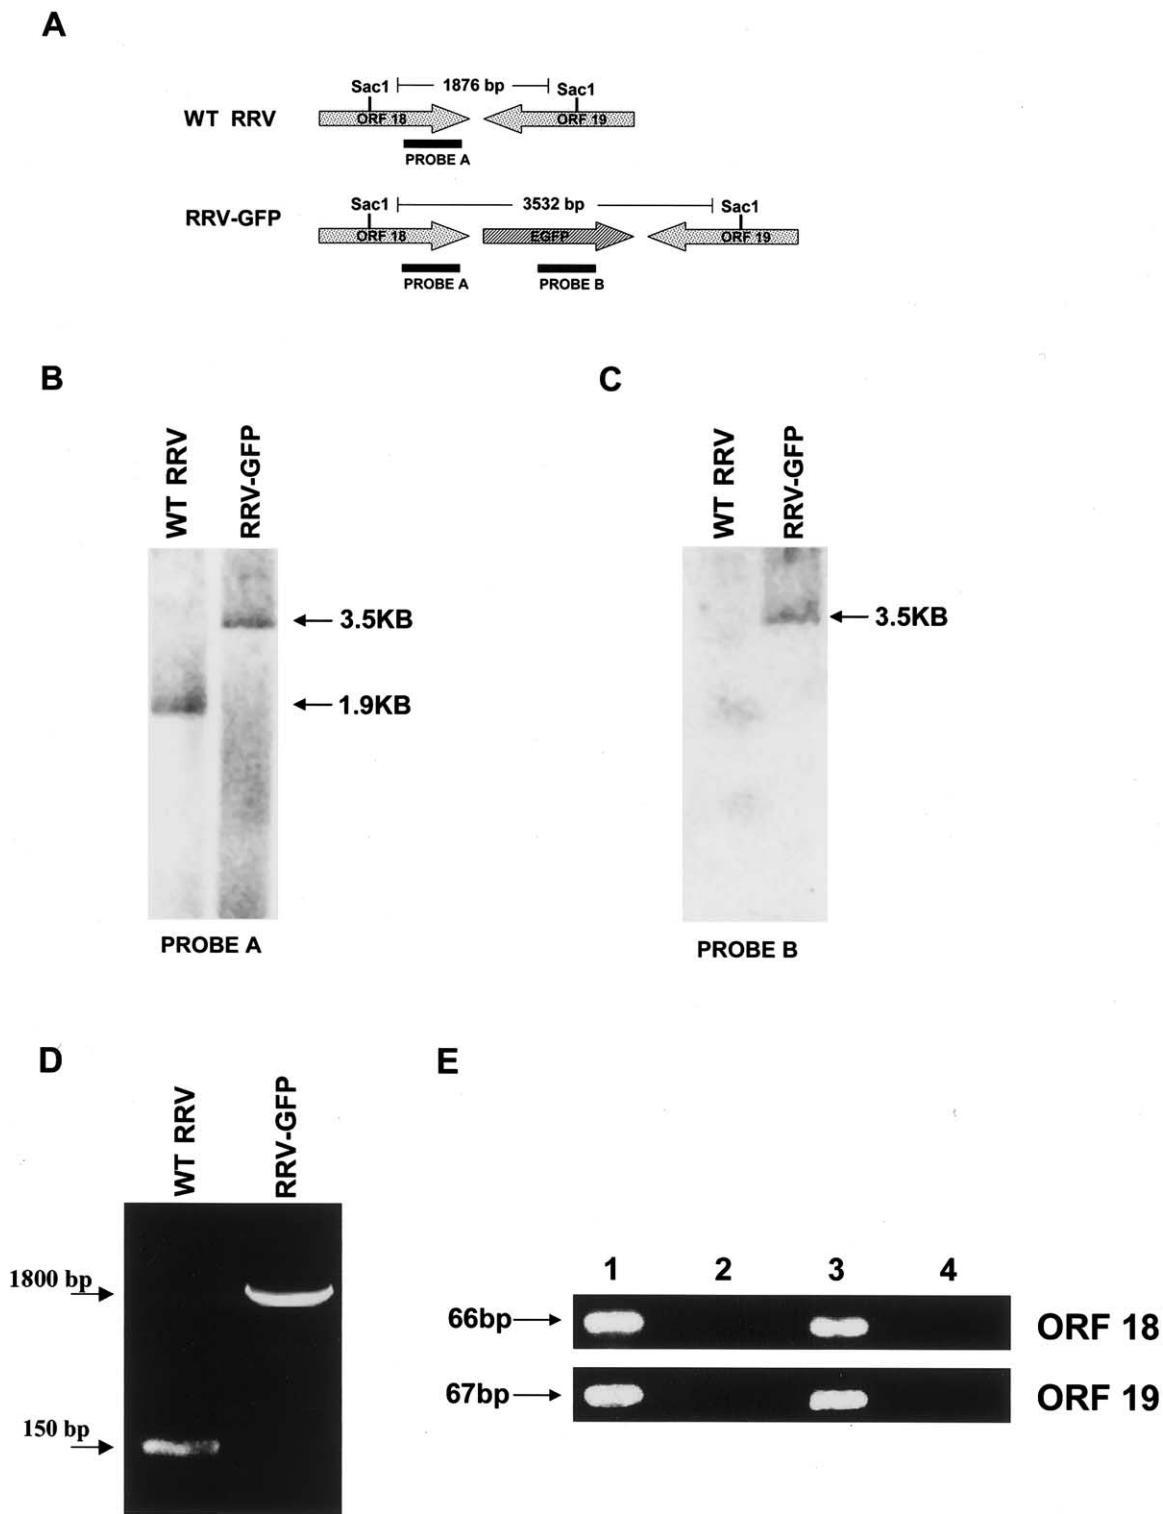 A
Sac1 1876 bp Sac1
WT RRV
ORF 18 ORF 19
PROBE A
Sac1 3532 bp Sac1
RRV-GFP
ORF 18 EGFP ORF 19
PROBE A PROBE B
B
WT RRV
RRV-GFP
3.5KB
1.9KB
PROBE A
C
WT RRV
RRV-GFP
3.5KB
PROBE B
D
WT RRV
RRV-GFP
1800 bp
150 bp
E
1 2 3 4
66bp ORF 18
67bp ORF 19